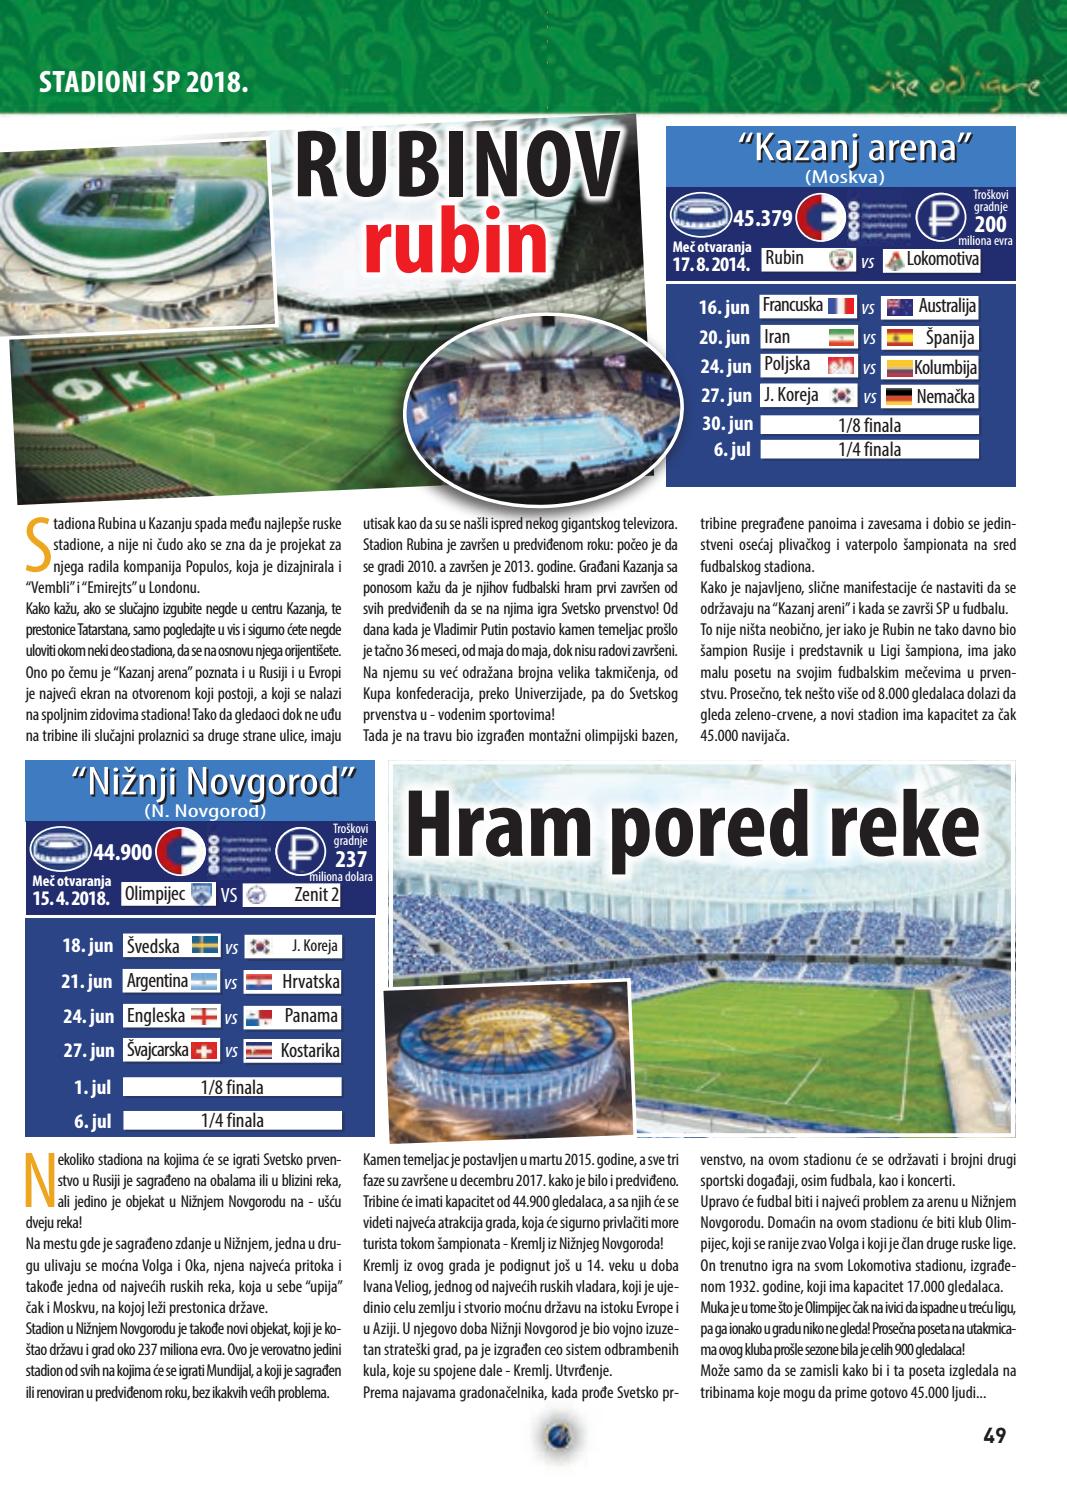 STADIONI SP 2018.
više od igre
RUBINOV
rubin
ФК РУБИН
“Kazanj arena”
(Moskva)
45.379
Troškovi
gradnje
200
miliona evra
Meč otvaranja
17. 8. 2014.
Rubin vs Lokomotiva
16. jun Francuska vs Australija
20. jun Iran vs Španija
24. jun Poljska vs Kolumbija
27. jun J. Koreja vs Nemačka
30. jun 1/8 finala
6. jul 1/4 finala
Stadiona Rubina u Kazanju spada među najlepše ruske
stadione, a nije ni čudo ako se zna da je projekat za
njega radila kompanija Populos, koja je dizajnirala i
“Vembli” i “Emirejts” u Londonu.
Kako kažu, ako se slučajno izgubite negde u centru Kazanja, te
prestonice Tatarstana, samo pogledajte u vis i sigurno ćete negde
uloviti okom neki deo stadiona, da se na osnovu njega orijentišete.
Ono po čemu je “Kazanj arena” poznata i u Rusiji i u Evropi
je najveći ekran na otvorenom koji postoji, a koji se nalazi
na spoljnim zidovima stadiona! Tako da gledaoci dok ne uđu
na tribine ili slučajni prolaznici sa druge strane ulice, imaju
utisak kao da su se našli ispred nekog gigantskog televizora.
Stadion Rubina je završen u predviđenom roku: počeo je da
se gradi 2010. a završen je 2013. godine. Građani Kazanja sa
ponosom kažu da je njihov fudbalski hram prvi završen od
svih predviđenih da se na njima igra Svetsko prvenstvo! Od
dana kada je Vladimir Putin postavio kamen temeljac prošlo
je tačno 36 meseci, od maja do maja, dok nisu radovi završeni.
Na njemu su već odražana brojna velika takmičenja, od
Kupa konfederacija, preko Univerzijade, pa do Svetskog
prvenstva u - vodenim sportovima!
Tada je na travu bio izgrađen montažni olimpijski bazen,
tribine pregrađene panoima i zavesama i dobio se jedin-
stveni osećaj plivačkog i vaterpolo šampionata na sred
fudbalskog stadiona.
Kako je najavljeno, slične manifestacije će nastaviti da se
održavaju na “Kazanj areni” i kada se završi SP u fudbalu.
To nije ništa neobično, jer iako je Rubin ne tako davno bio
šampion Rusije i predstavnik u Ligi šampiona, ima jako
malu posetu na svojim fudbalskim mečevima u prven-
stvu. Prosečno, tek nešto više od 8.000 gledalaca dolazi da
gleda zeleno-crvene, a novi stadion ima kapacitet za čak
45.000 navijača.
“Nižnji Novgorod”
(N. Novgorod)
44.900
Troškovi
gradnje
237
miliona dolara
Meč otvaranja
15. 4. 2018.
Olimpijec VS Zenit 2
18. jun Švedska vs J. Koreja
21. jun Argentina vs Hrvatska
24. jun Engleska vs Panama
27. jun Švajcarska vs Kostarika
1. jul 1/8 finala
6. jul 1/4 finala
Hram pored reke
Nekoliko stadiona na kojima će se igrati Svetsko prven-
stvo u Rusiji je sagrađeno na obalama ili u blizini reka,
ali jedino je objekat u Nižnjem Novgorodu na - ušću
dveju reka!
Na mestu gde je sagrađeno zdanje u Nižnjem, jedna u dru-
gu ulivaju se moćna Volga i Oka, njena najveća pritoka i
takođe jedna od najvećih ruskih reka, koja u sebe “upija”
čak i Moskvu, na kojoj leži prestonica države.
Stadion u Nižnjem Novgorodu je takođe novi objekat, koji je ko-
štao državu i grad oko 237 miliona evra. Ovo je verovatno jedini
stadion od svih na kojima će se igrati Mundijal, a koji je sagrađen
ili renoviran u predviđenom roku, bez ikakvih većih problema.
Kamen temeljac je postavljen u martu 2015. godine, a sve tri
faze su završene u decembru 2017. kako je bilo i predviđeno.
Tribine će imati kapacitet od 44.900 gledalaca, a sa njih će se
videti najveća atrakcija grada, koja će sigurno privlačiti more
turista tokom šampionata - Kremlj iz Nižnjeg Novgoroda!
Kremlj iz ovog grada je podignut još u 14. veku u doba
Ivana Veliog, jednog od najvećih ruskih vladara, koji je uje-
dinio celu zemlju i stvorio moćnu državu na istoku Evrope i
u Aziji. U njegovo doba Nižnji Novgorod je bio vojno izuze-
tan strateški grad, pa je izgrađen ceo sistem odbrambenih
kula, koje su spojene dale - Kremlj. Utvrđenje.
Prema najavama gradonačelnika, kada prođe Svetsko pr-
venstvo, na ovom stadionu će se održavati i brojni drugi
sportski događaji, osim fudbala, kao i koncerti.
Upravo će fudbal biti i najveći problem za arenu u Nižnjem
Novgorodu. Domaćin na ovom stadionu će biti klub Olim-
pijec, koji se ranije zvao Volga i koji je član druge ruske lige.
On trenutno igra na svom Lokomotiva stadionu, izgrađe-
nom 1932. godine, koji ima kapacitet 17.000 gledalaca.
Muka je u tome što je Olimpijec čak na ivici da ispadne u treću ligu,
pa ga ionako u gradu niko ne gleda! Prosečna poseta na utakmica-
ma ovog kluba prošle sezone bila je celih 900 gledalaca!
Može samo da se zamisli kako bi i ta poseta izgledala na
tribinama koje mogu da prime gotovo 45.000 ljudi...
49